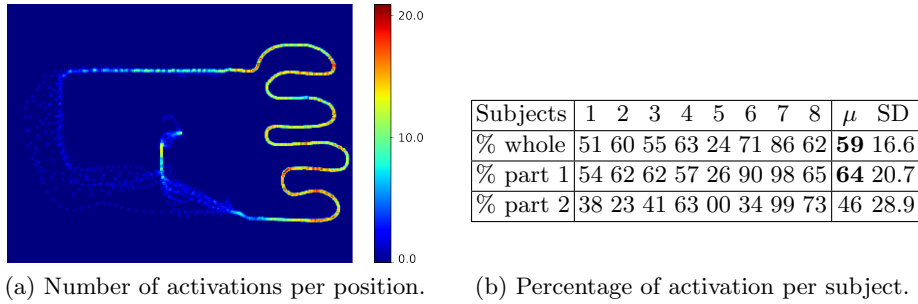 20.0
10.0
0.0
Subjects 1 2 3 4 5 6 7 8 μ SD
% whole 51 60 55 63 24 71 86 62 59 16.6
% part 1 54 62 62 57 26 90 98 65 64 20.7
% part 2 38 23 41 63 00 34 99 73 46 28.9
(a) Number of activations per position.
(b) Percentage of activation per subject.